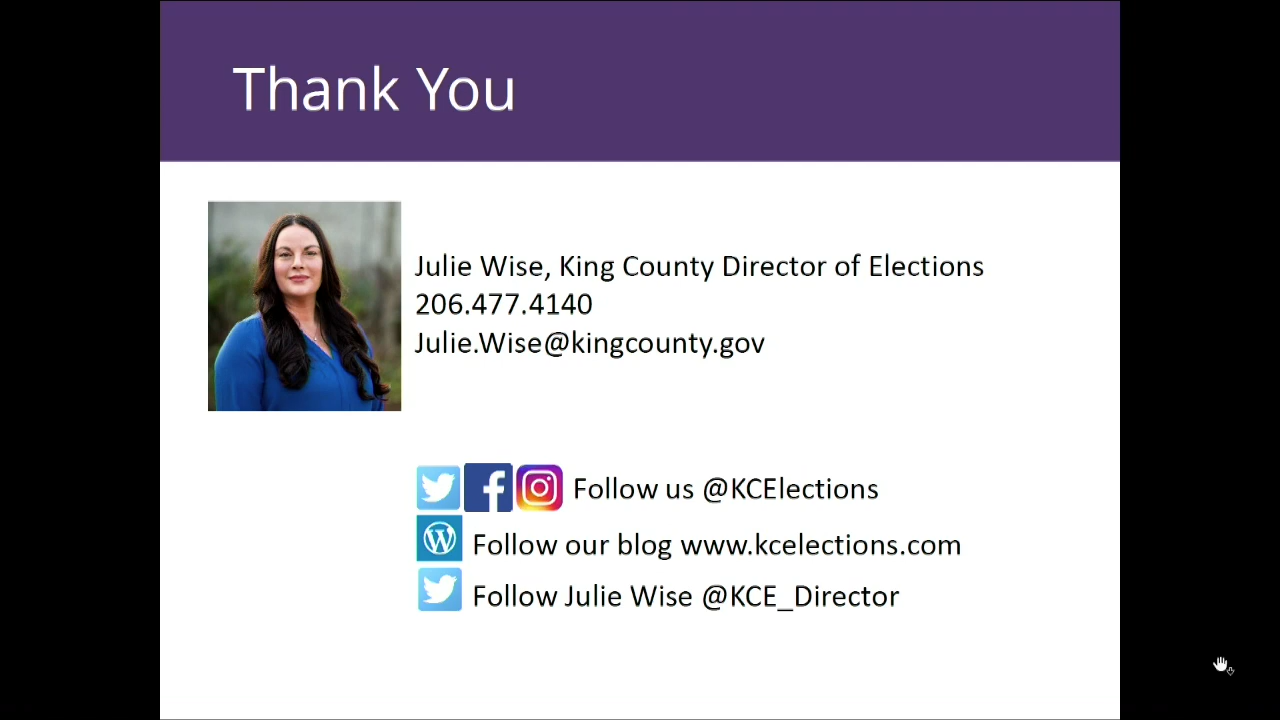 Thank You
Julie Wise, King County Director of Elections
206.477.4140
Julie.Wise@kingcounty.gov
Follow us @KCElections
Follow our blog www.kcelections.com
Follow Julie Wise @KCE_Director